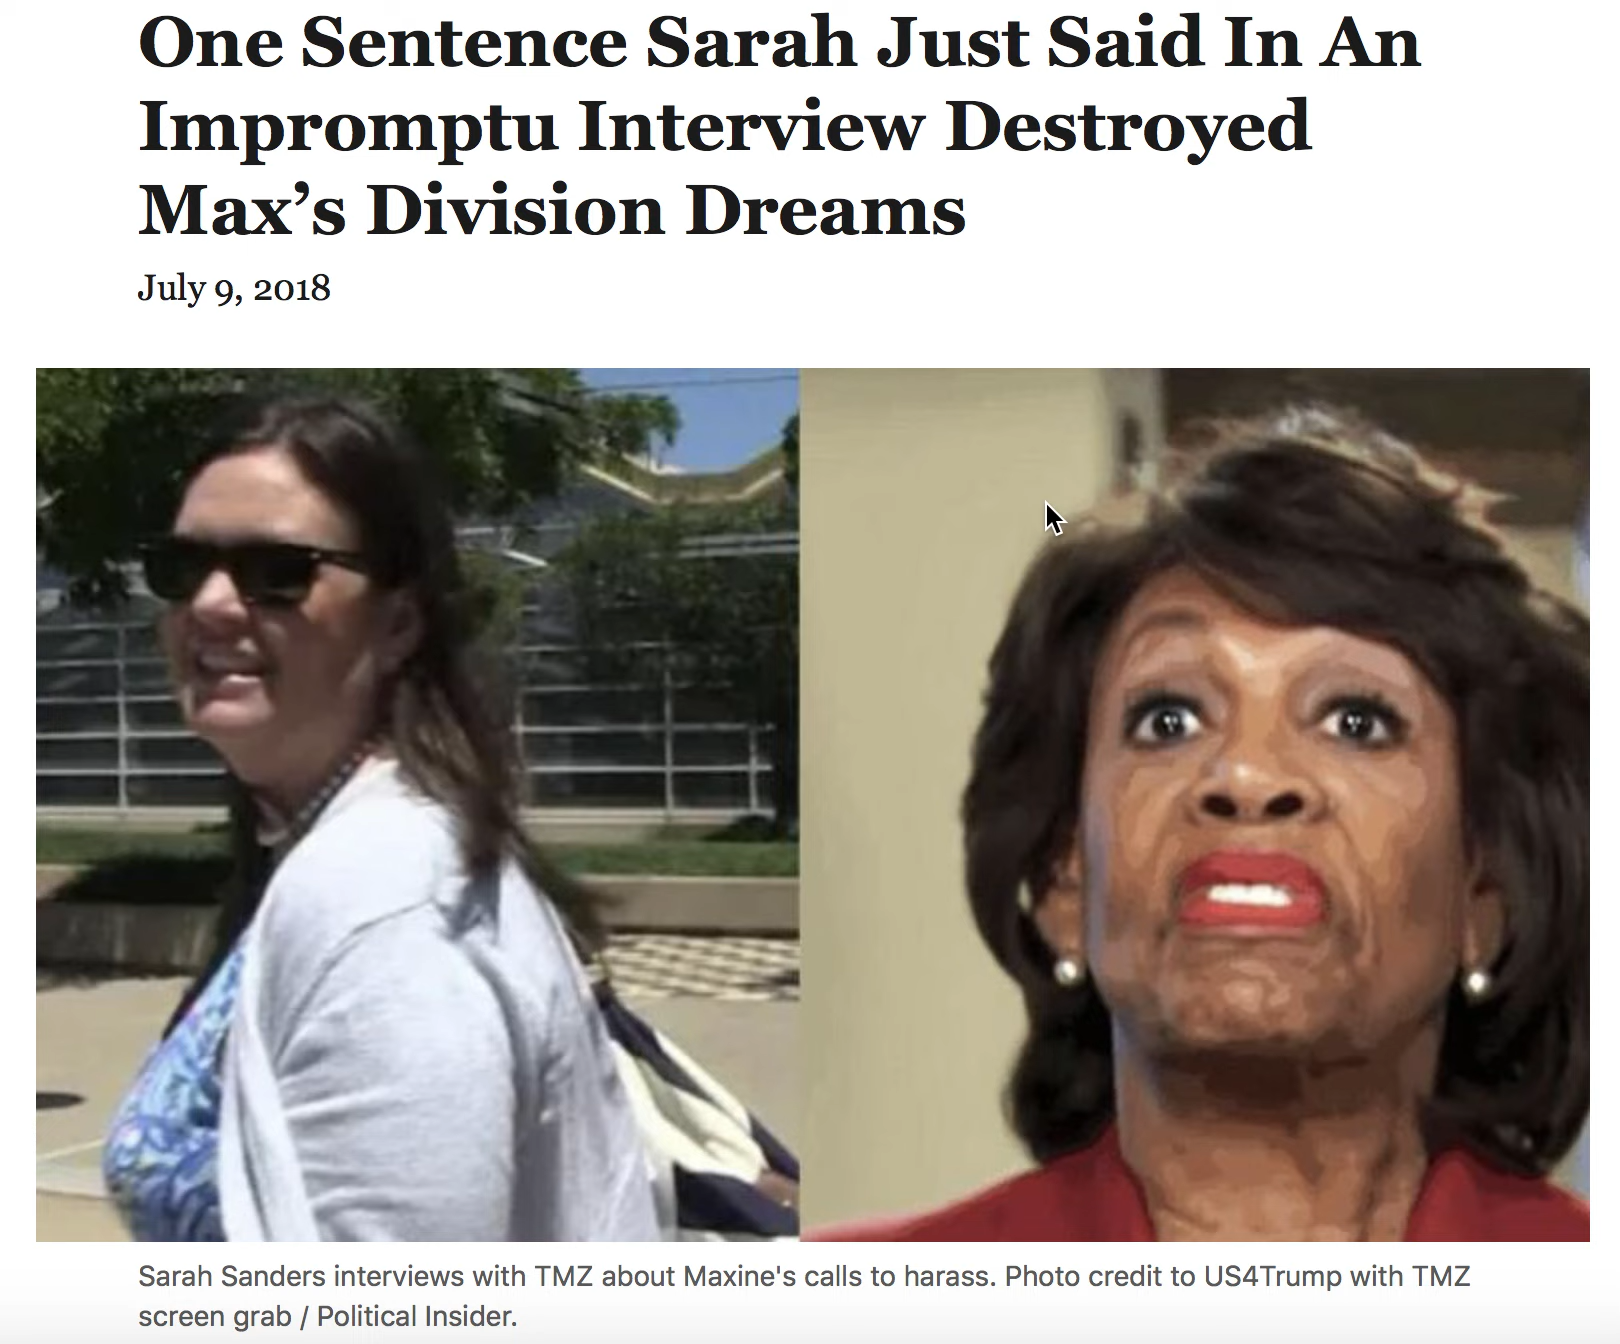 One Sentence Sarah Just Said In An
Impromptu Interview Destroyed
Max’s Division Dreams
July 9, 2018
Sarah Sanders interviews with TMZ about Maxine's calls to harass. Photo credit to US4Trump with TMZ
screen grab / Political Insider.